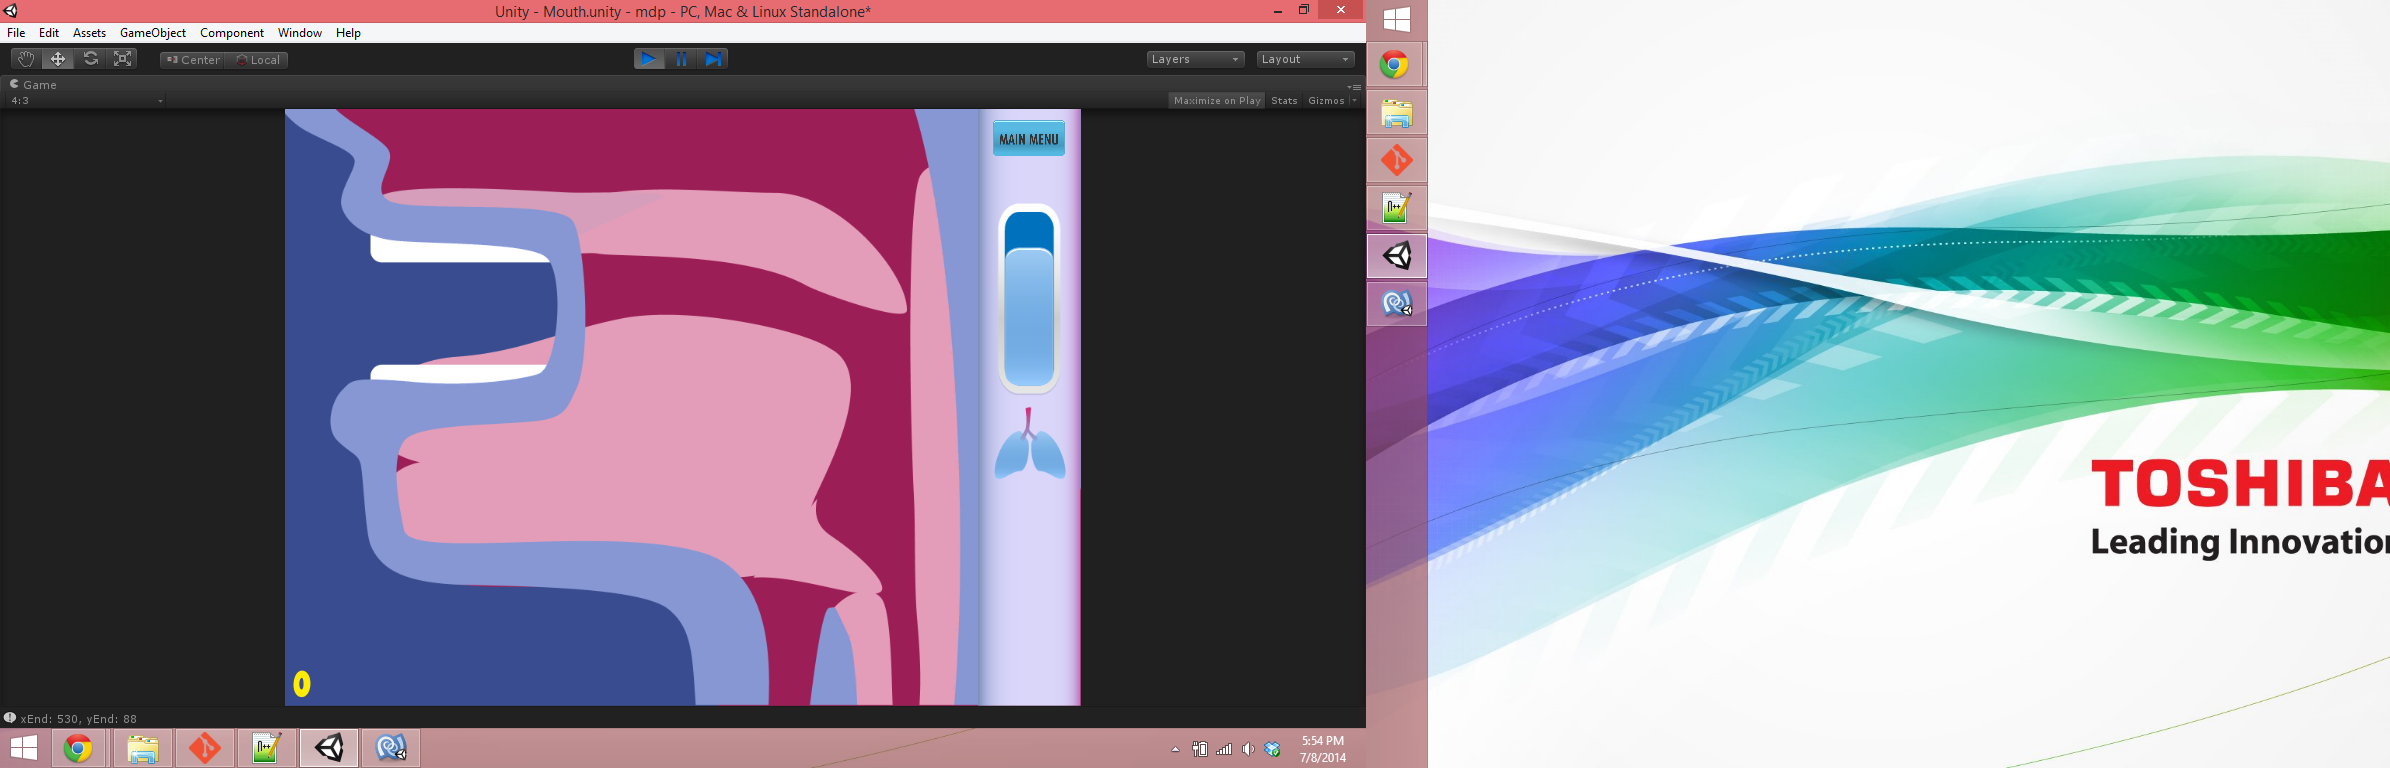 Unity - Mouth.unity - mdp - PC, Mac & Linux Standalone*
File Edit Assets GameObject Component Window Help
Center Local Layers Layout
Game
4:3 Maximize on Play Stats Gizmos
MAIN MENU
TOSHIBA
Leading Innovation
0
xEnd: 530, yEnd: 88
5:54 PM
7/8/2014